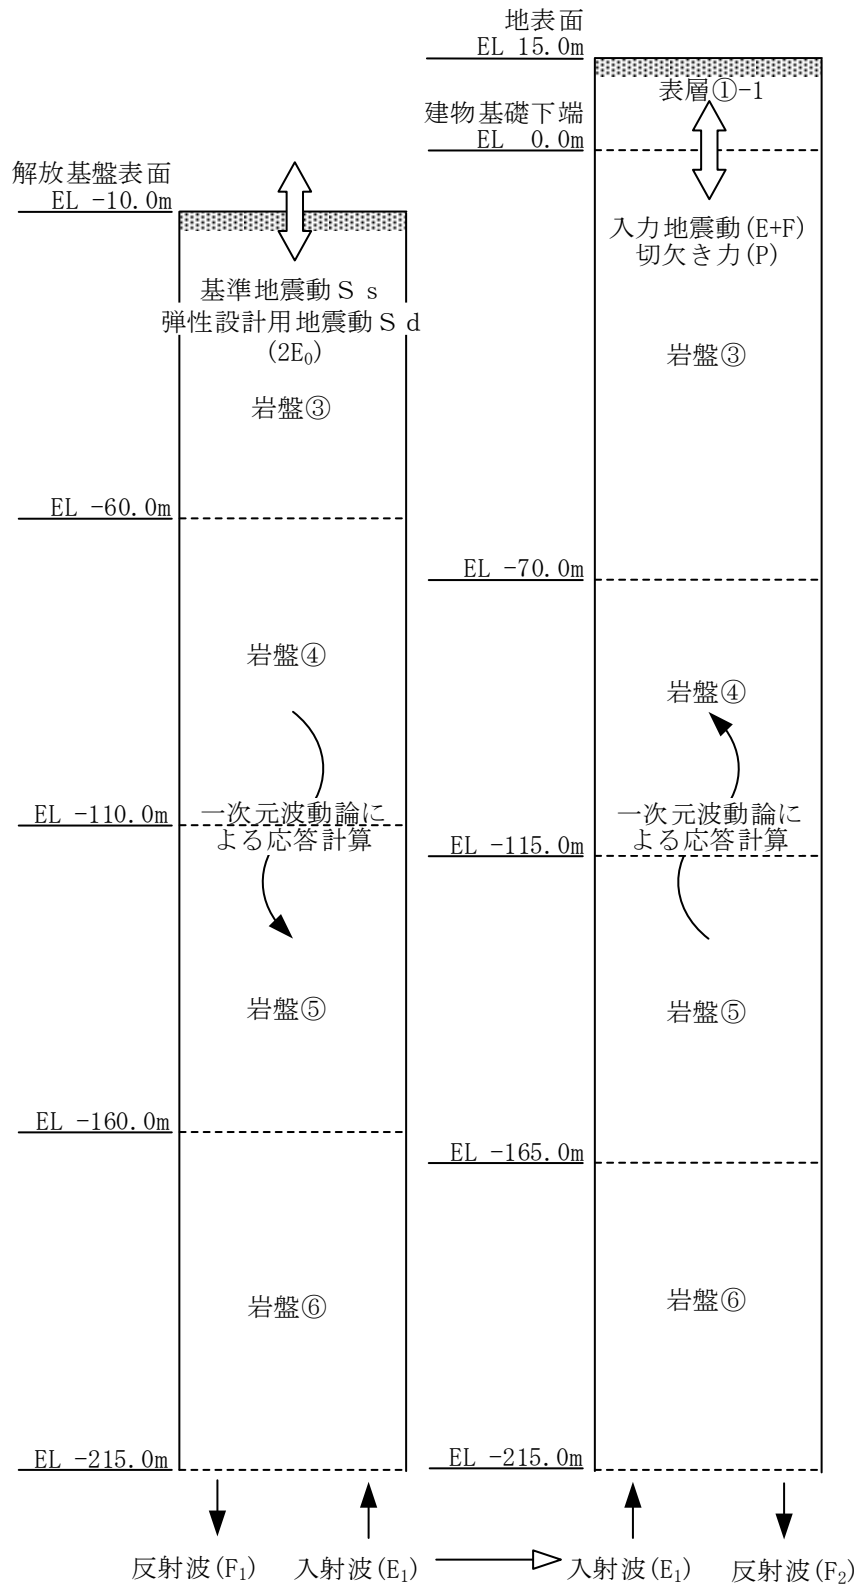 解放基盤表面
EL -10.0m
基準地震動Ｓｓ
弾性設計用地震動Ｓｄ
(2E₀)
岩盤③
EL -60.0m
岩盤④
EL -110.0m
一次元波動論に
よる応答計算
岩盤⑤
EL -160.0m
岩盤⑥
EL -215.0m
反射波(F₁)
入射波(E₁)
地表面
EL 15.0m
表層①-1
建物基礎下端
EL 0.0m
入力地震動(E+F)
切欠き力(P)
岩盤③
EL -70.0m
岩盤④
一次元波動論に
よる応答計算
EL -115.0m
岩盤⑤
EL -165.0m
岩盤⑥
EL -215.0m
入射波(E₁)
反射波(F₂)